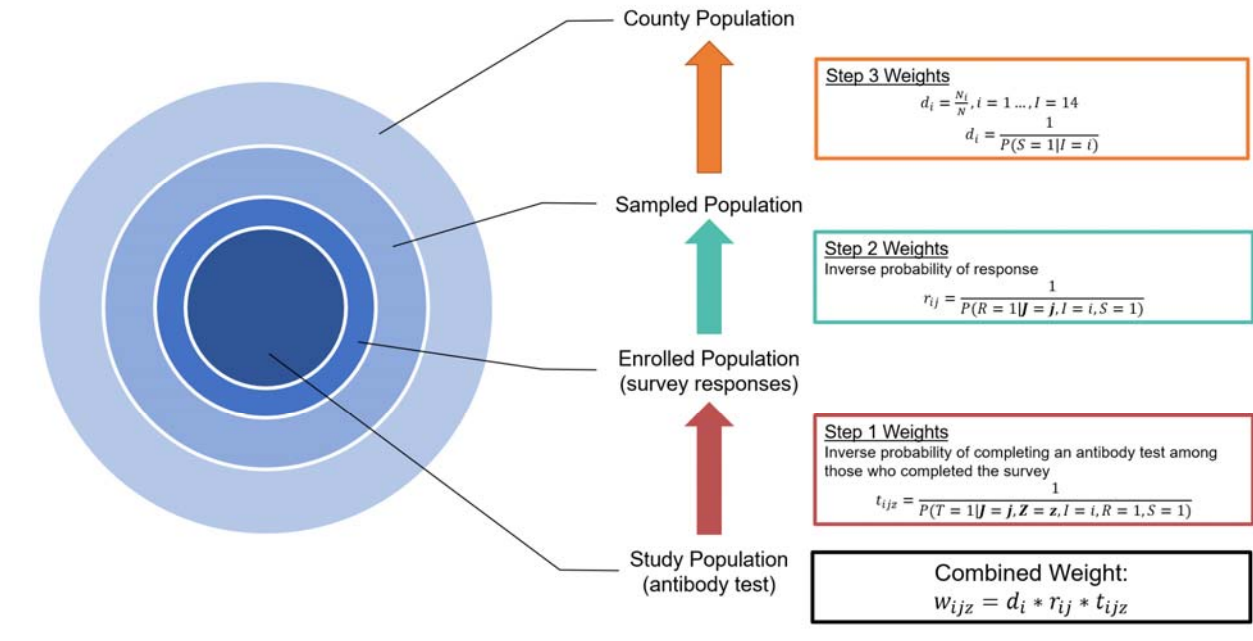 County Population
Step 3 Weights
d_i = N_i/N, i = 1 ..., I = 14
d_i = 1/P(S = 1|I = i)
Sampled Population
Step 2 Weights
Inverse probability of response
r_ij = 1/P(R = 1|J = j, I = i, S = 1)
Enrolled Population
(survey responses)
Step 1 Weights
Inverse probability of completing an antibody test among
those who completed the survey
t_ijz = 1/P(T = 1|J = j, Z = z, I = i, R = 1, S = 1)
Study Population
(antibody test)
Combined Weight:
w_ijz = d_i * r_ij * t_ijz